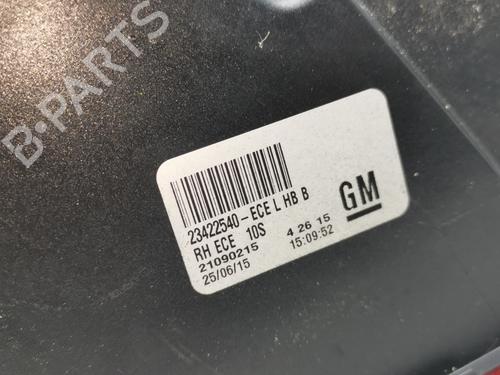 B-PARTS
23422540-ECE L HB B
RH ECE 10S 4 26 15
21090215 15:09:52
25/06/15
GM